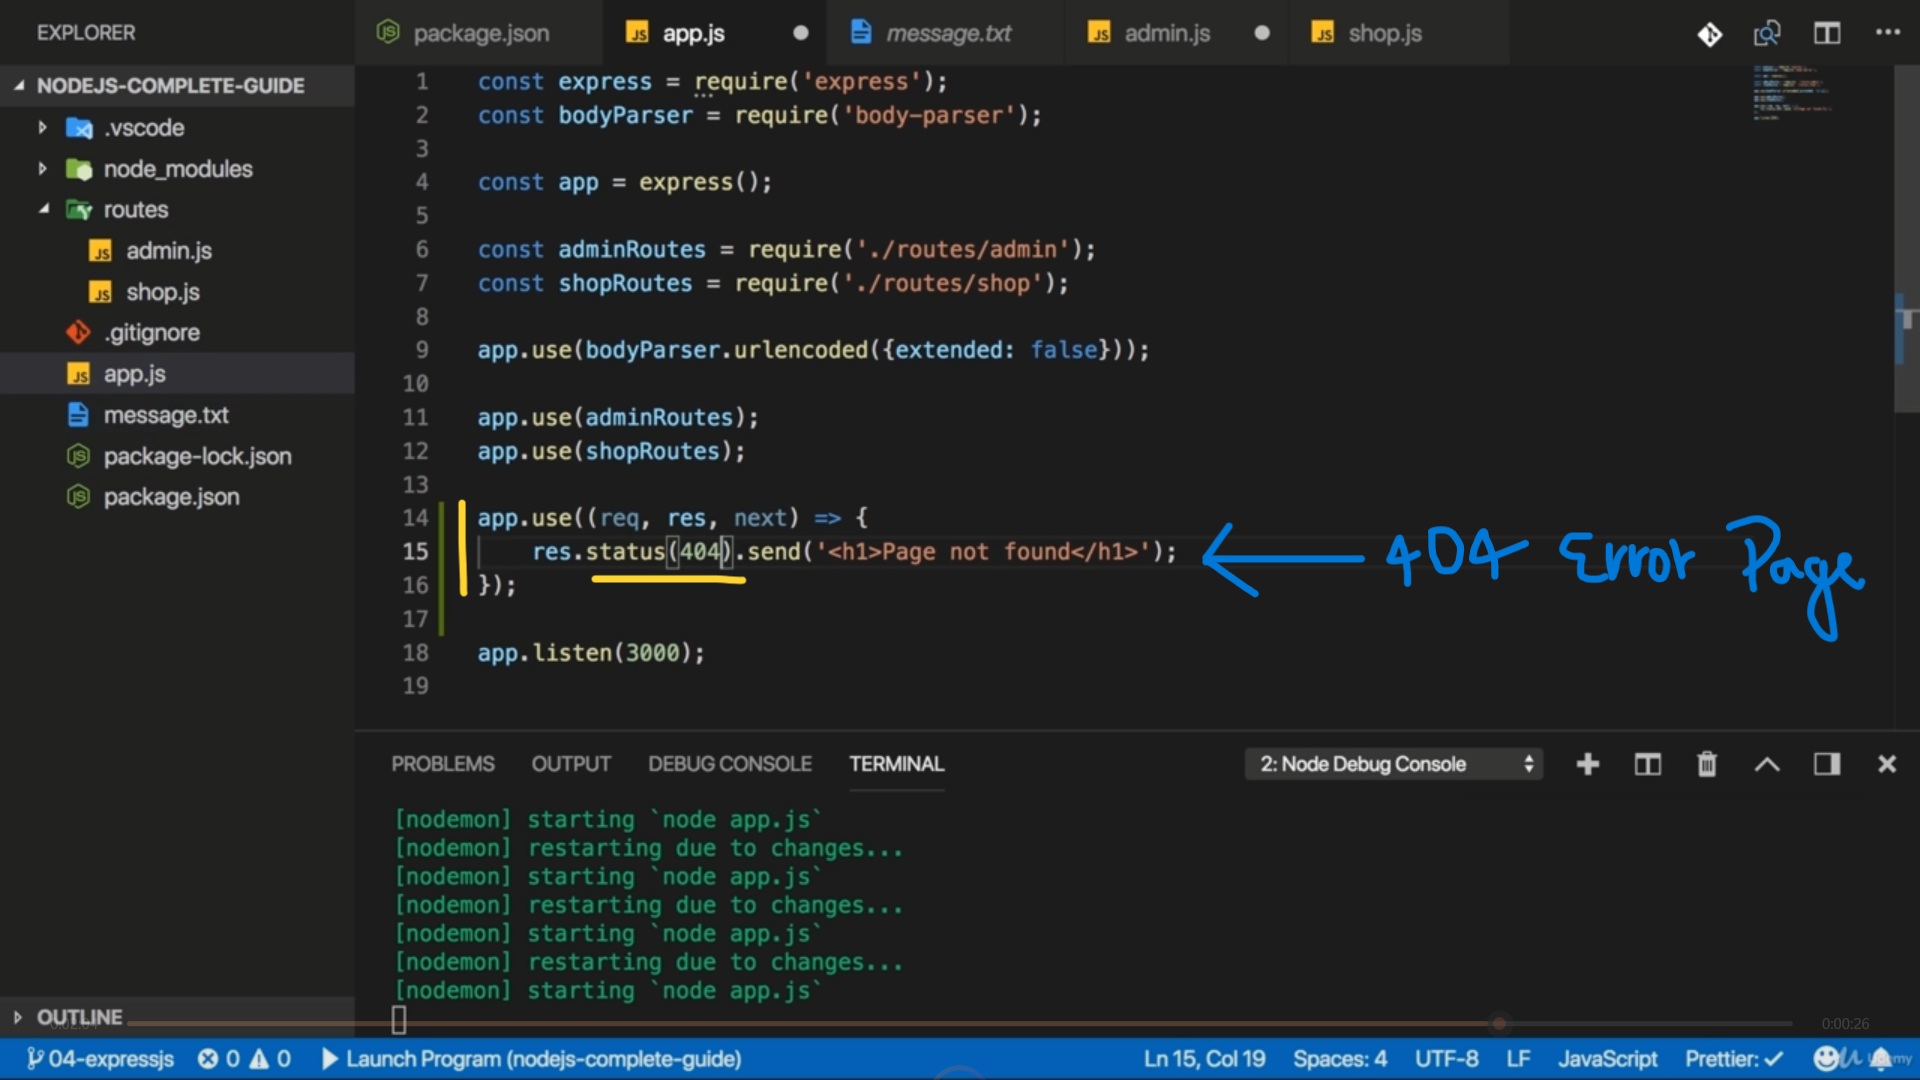 EXPLORER
package.json
app.js
message.txt
admin.js
shop.js
NODEJS-COMPLETE-GUIDE
.vscode
node_modules
routes
admin.js
shop.js
.gitignore
app.js
message.txt
package-lock.json
package.json
OUTLINE
1 const express = require('express');
2 const bodyParser = require('body-parser');
3
4 const app = express();
5
6 const adminRoutes = require('./routes/admin');
7 const shopRoutes = require('./routes/shop');
8
9 app.use(bodyParser.urlencoded({extended: false}));
10
11 app.use(adminRoutes);
12 app.use(shopRoutes);
13
14 app.use((req, res, next) => {
15 res.status(404).send('<h1>Page not found</h1>');
16 });
17
18 app.listen(3000);
19
404 Error Page
PROBLEMS OUTPUT DEBUG CONSOLE TERMINAL 2: Node Debug Console
[nodemon] starting `node app.js`
[nodemon] restarting due to changes...
[nodemon] starting `node app.js`
[nodemon] restarting due to changes...
[nodemon] starting `node app.js`
[nodemon] restarting due to changes...
[nodemon] starting `node app.js`
0:02:04 0:00:26
04-expressjs 0 0 Launch Program (nodejs-complete-guide) Ln 15, Col 19 Spaces: 4 UTF-8 LF JavaScript Prettier: ✓ Udemy